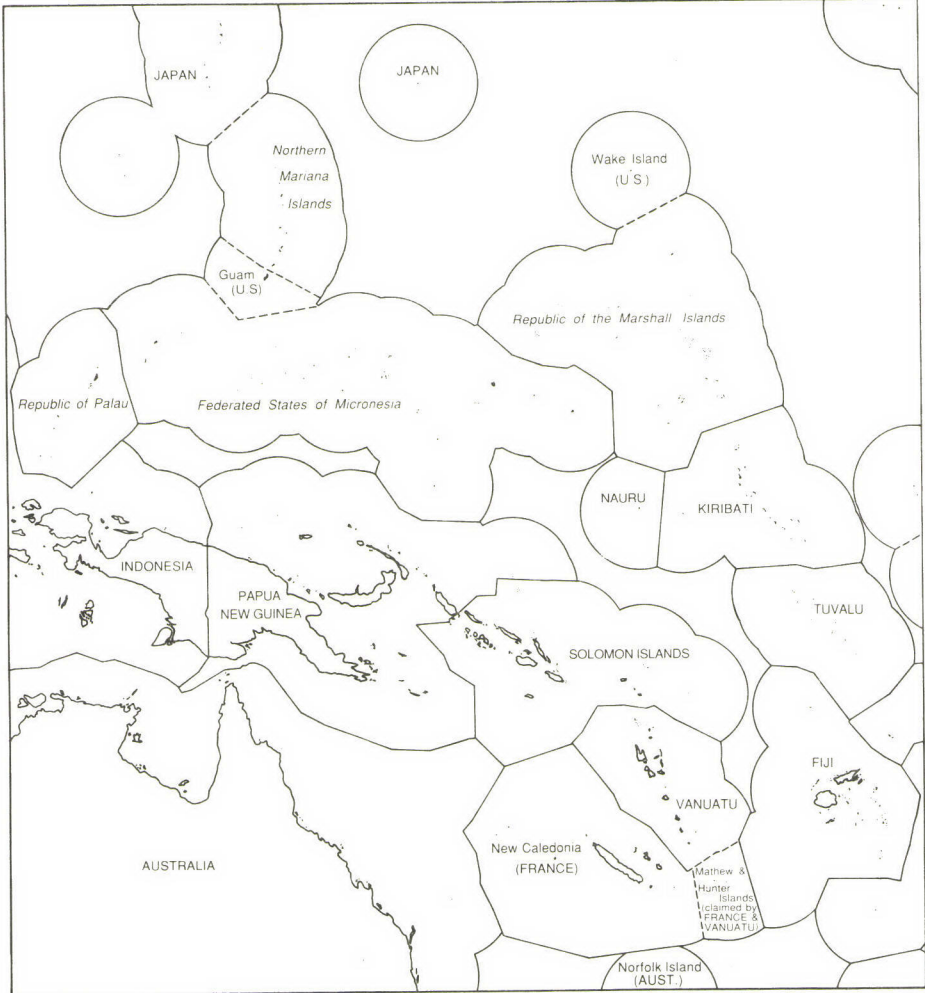 JAPAN
JAPAN
Northern
Mariana
Islands
Wake Island
(U.S.)
Guam
(U.S)
Republic of the Marshall Islands
Republic of Palau
Federated States of Micronesia
NAURU
KIRIBATI
INDONESIA
PAPUA
NEW GUINEA
TUVALU
SOLOMON ISLANDS
FIJI
VANUATU
New Caledonia
(FRANCE)
AUSTRALIA
Mathew &
Hunter
Islands
(claimed by
FRANCE &
VANUATU)
Norfolk Island
(AUST.)